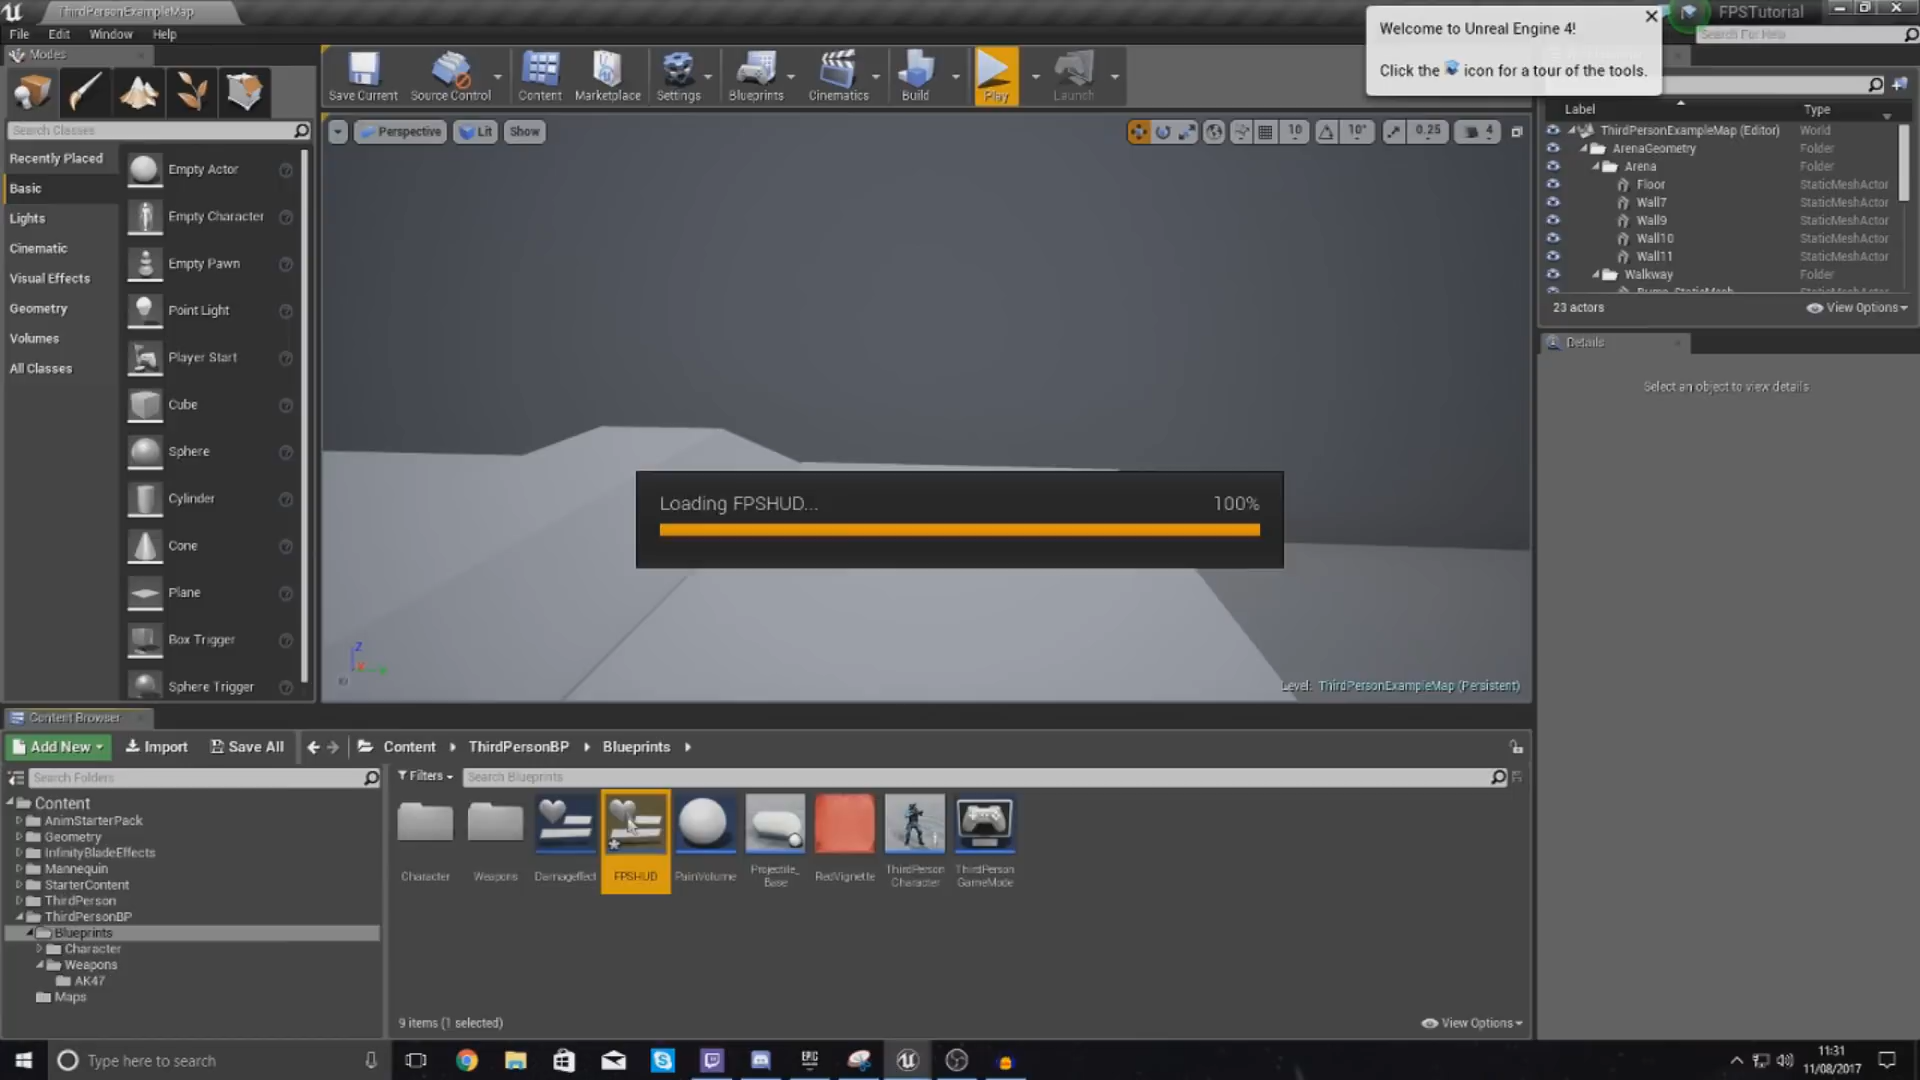 ThirdPersonExampleMap
FPSTutorial
File Edit Window Help
Search For Help
Welcome to Unreal Engine 4!
Click the icon for a tour of the tools.
Modes
Save Current Source Control Content Marketplace Settings Blueprints Cinematics Build Play Launch
Search Classes
Recently Placed
Basic
Lights
Cinematic
Visual Effects
Geometry
Volumes
All Classes
Empty Actor
Empty Character
Empty Pawn
Point Light
Player Start
Cube
Sphere
Cylinder
Cone
Plane
Box Trigger
Sphere Trigger
Perspective Lit Show
10 10° 0.25 4
Loading FPSHUD... 100%
Z
Level: ThirdPersonExampleMap (Persistent)
Label Type
ThirdPersonExampleMap (Editor) World
ArenaGeometry Folder
Arena Folder
Floor StaticMeshActor
Wall7 StaticMeshActor
Wall9 StaticMeshActor
Wall10 StaticMeshActor
Wall11 StaticMeshActor
Walkway Folder
23 actors View Options
Details
Select an object to view details.
Content Browser
Add New Import Save All Content ThirdPersonBP Blueprints
Search Folders
Filters Search Blueprints
Content
AnimStarterPack
Geometry
InfinityBladeEffects
Mannequin
StarterContent
ThirdPerson
ThirdPersonBP
Blueprints
Character
Weapons
AK47
Maps
Character Weapons Damageffect FPSHUD PainVolume Projectile_ Base RedVignette ThirdPerson Character ThirdPerson GameMode
9 items (1 selected) View Options
Type here to search
EPIC
11:31
11/08/2017